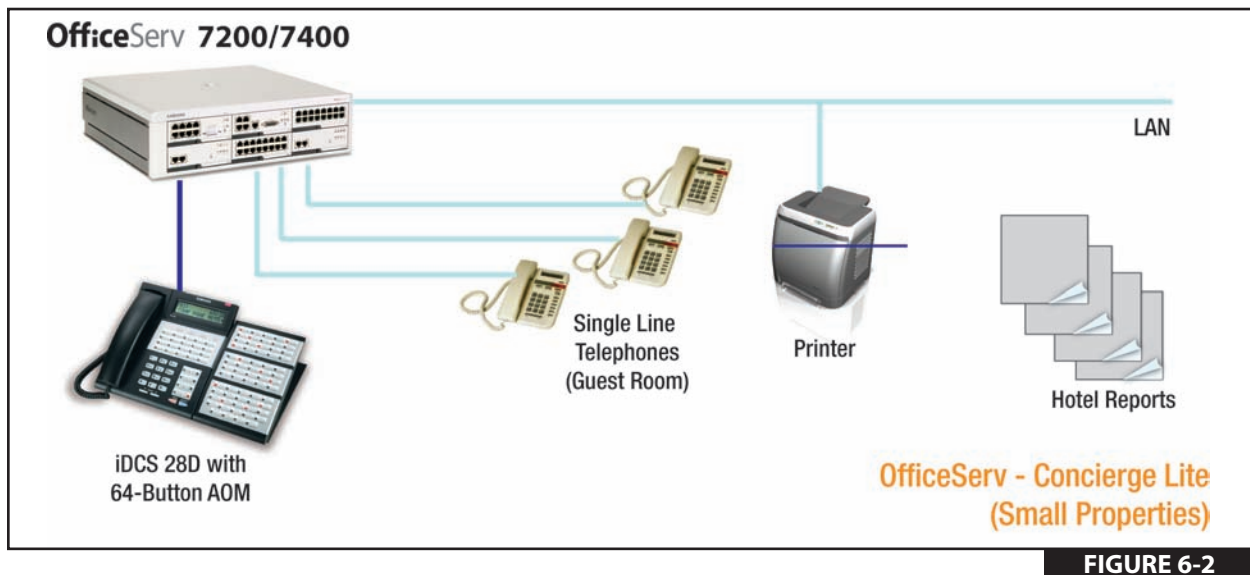 OfficeServ 7200/7400
LAN
Single Line
Telephones
(Guest Room)
Printer
Hotel Reports
iDCS 28D with
64-Button AOM
OfficeServ - Concierge Lite
(Small Properties)
FIGURE 6-2